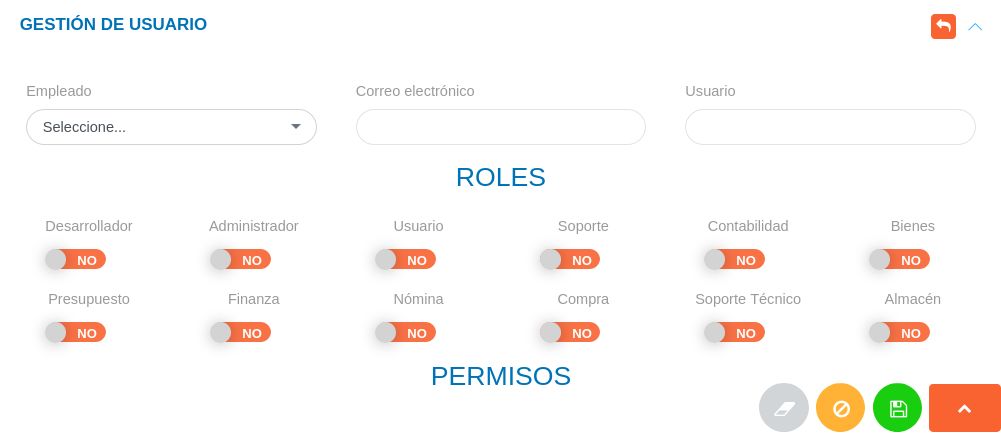 GESTIÓN DE USUARIO
Empleado Correo electrónico Usuario
Seleccione...
ROLES
Desarrollador Administrador Usuario Soporte Contabilidad Bienes
NO NO NO NO NO NO
Presupuesto Finanza Nómina Compra Soporte Técnico Almacén
NO NO NO NO NO NO
PERMISOS